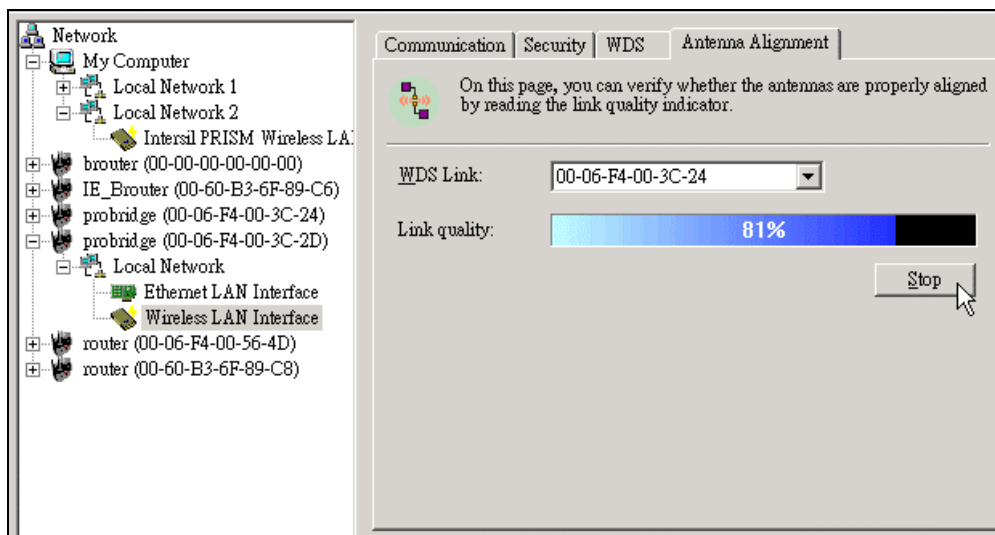 Network
My Computer
Local Network 1
Local Network 2
Intersil PRISM Wireless LA
brouter (00-00-00-00-00-00)
IE_Brouter (00-60-B3-6F-89-C6)
probridge (00-06-F4-00-3C-24)
probridge (00-06-F4-00-3C-2D)
Local Network
Ethernet LAN Interface
Wireless LAN Interface
router (00-06-F4-00-56-4D)
router (00-60-B3-6F-89-C8)
Communication Security WDS Antenna Alignment
On this page, you can verify whether the antennas are properly aligned
by reading the link quality indicator.
WDS Link: 00-06-F4-00-3C-24
Link quality: 81%
Stop